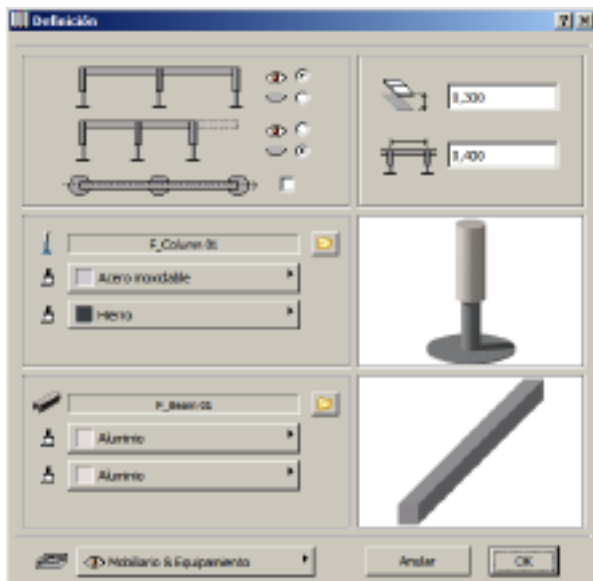 Definición
0,300
0,400
F_Column 01
Acero inoxidable
Hierro
F_Beam 01
Aluminio
Aluminio
Mobiliario & Equipamiento
Anular
OK